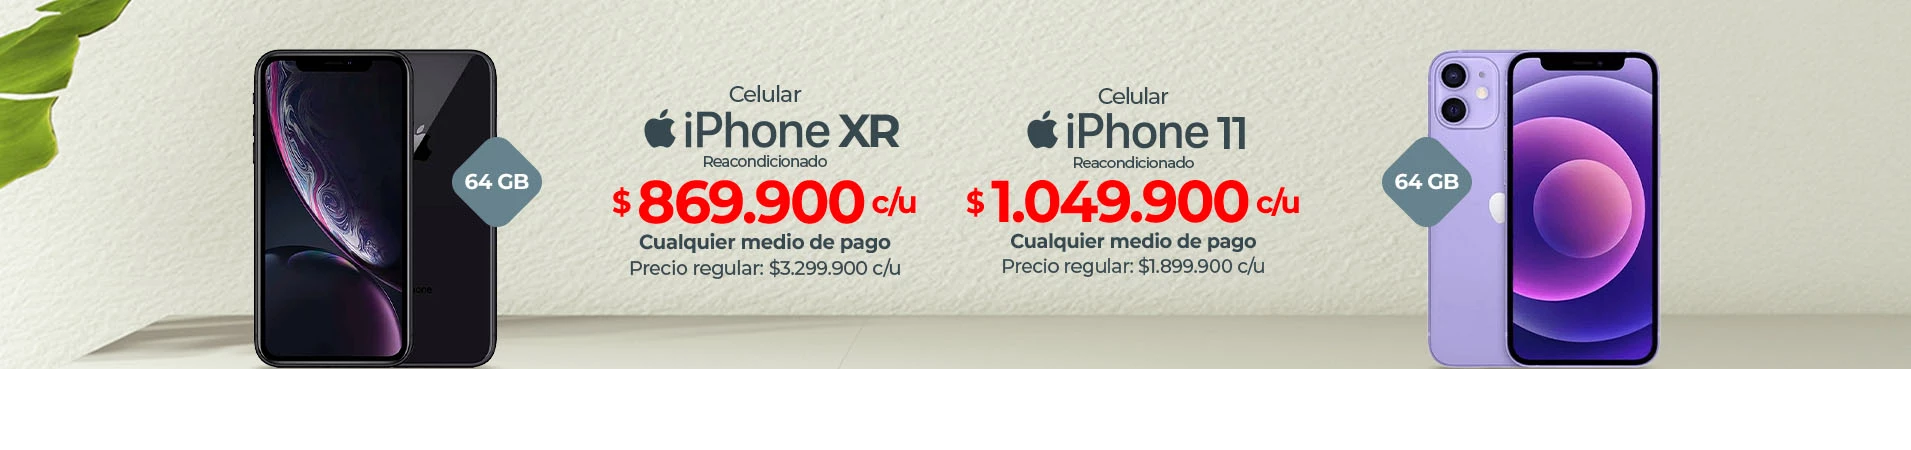 64 GB
Celular
iPhone XR
Reacondicionado
$ 869.900 c/u
Cualquier medio de pago
Precio regular: $3.299.900 c/u
Celular
iPhone 11
Reacondicionado
$ 1.049.900 c/u
Cualquier medio de pago
Precio regular: $1.899.900 c/u
64 GB